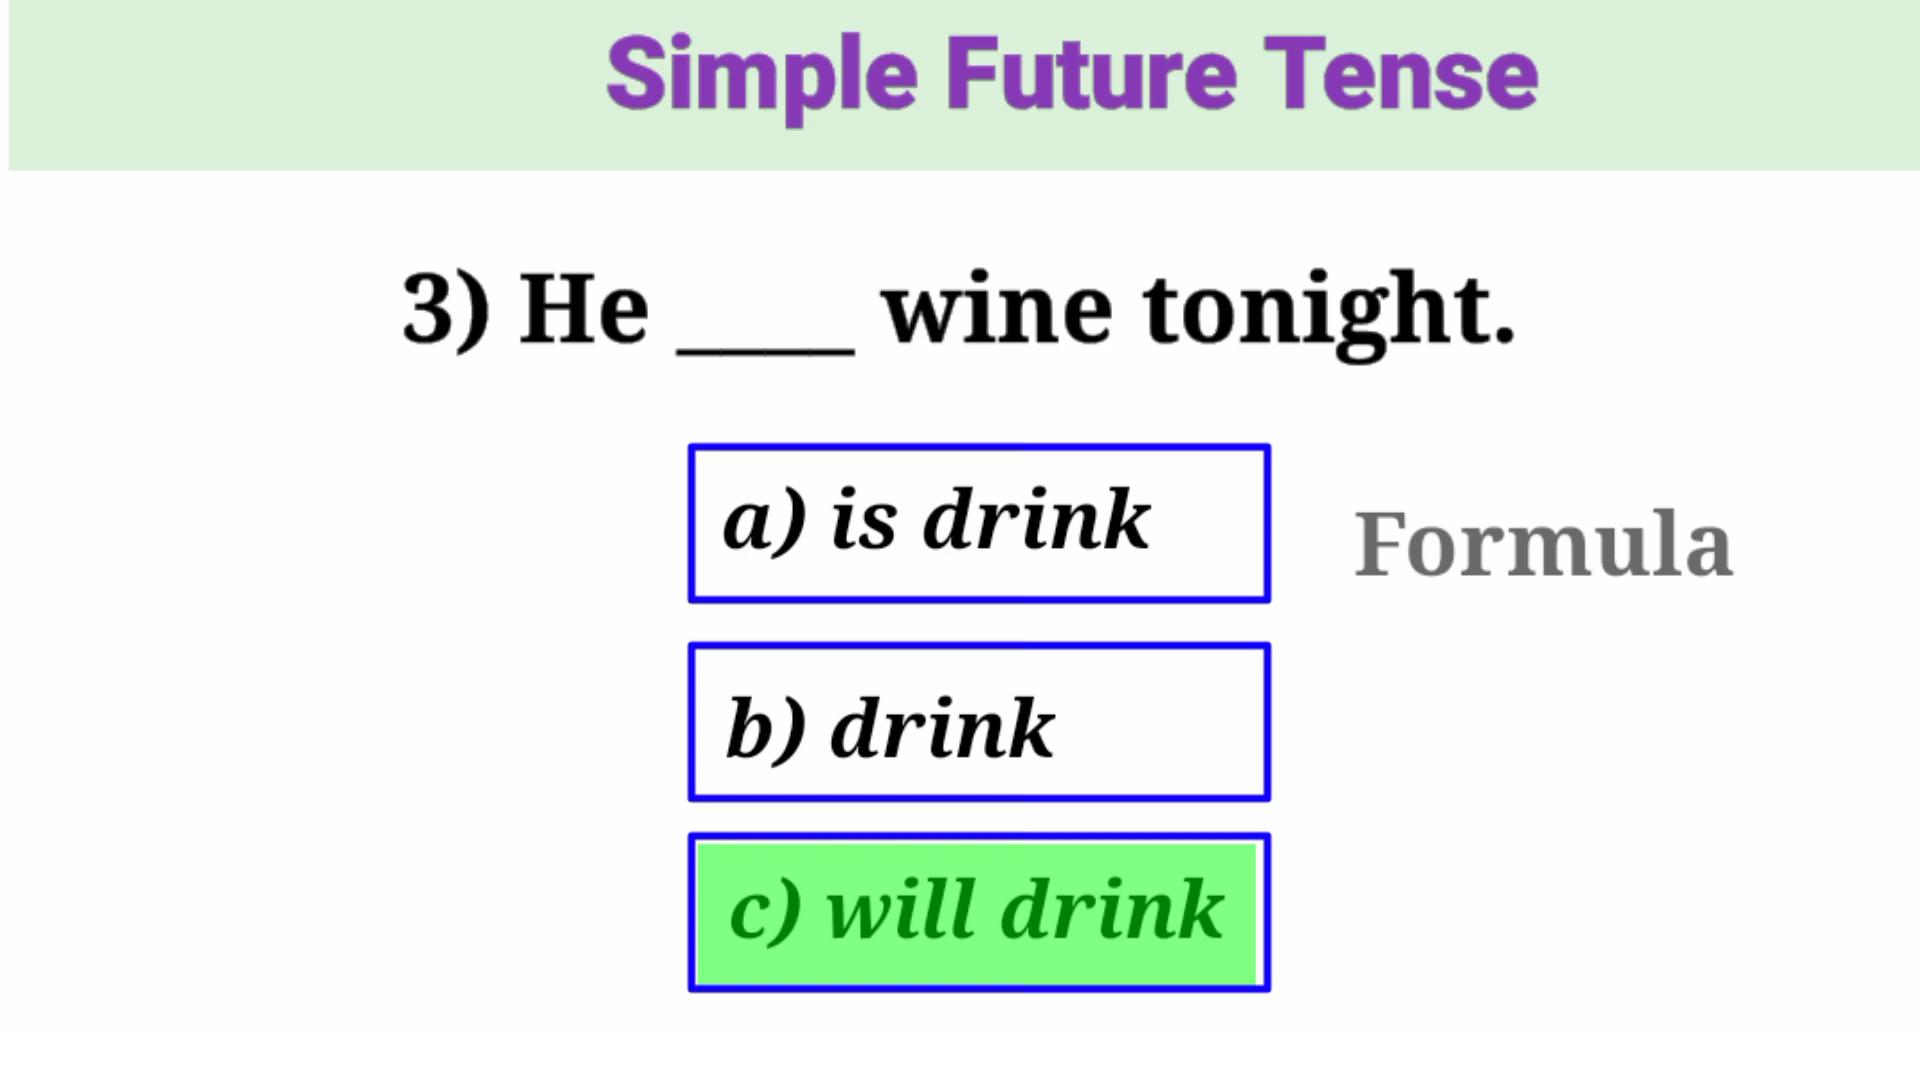 Simple Future Tense
3) He ____ wine tonight.
a) is drink
Formula
b) drink
c) will drink